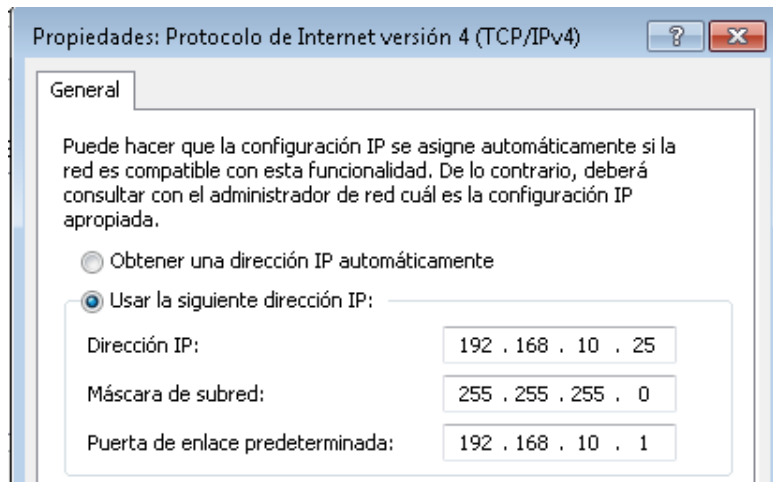 Propiedades: Protocolo de Internet versión 4 (TCP/IPv4)
General
Puede hacer que la configuración IP se asigne automáticamente si la
red es compatible con esta funcionalidad. De lo contrario, deberá
consultar con el administrador de red cuál es la configuración IP
apropiada.
Obtener una dirección IP automáticamente
Usar la siguiente dirección IP:
Dirección IP: 192 . 168 . 10 . 25
Máscara de subred: 255 . 255 . 255 . 0
Puerta de enlace predeterminada: 192 . 168 . 10 . 1